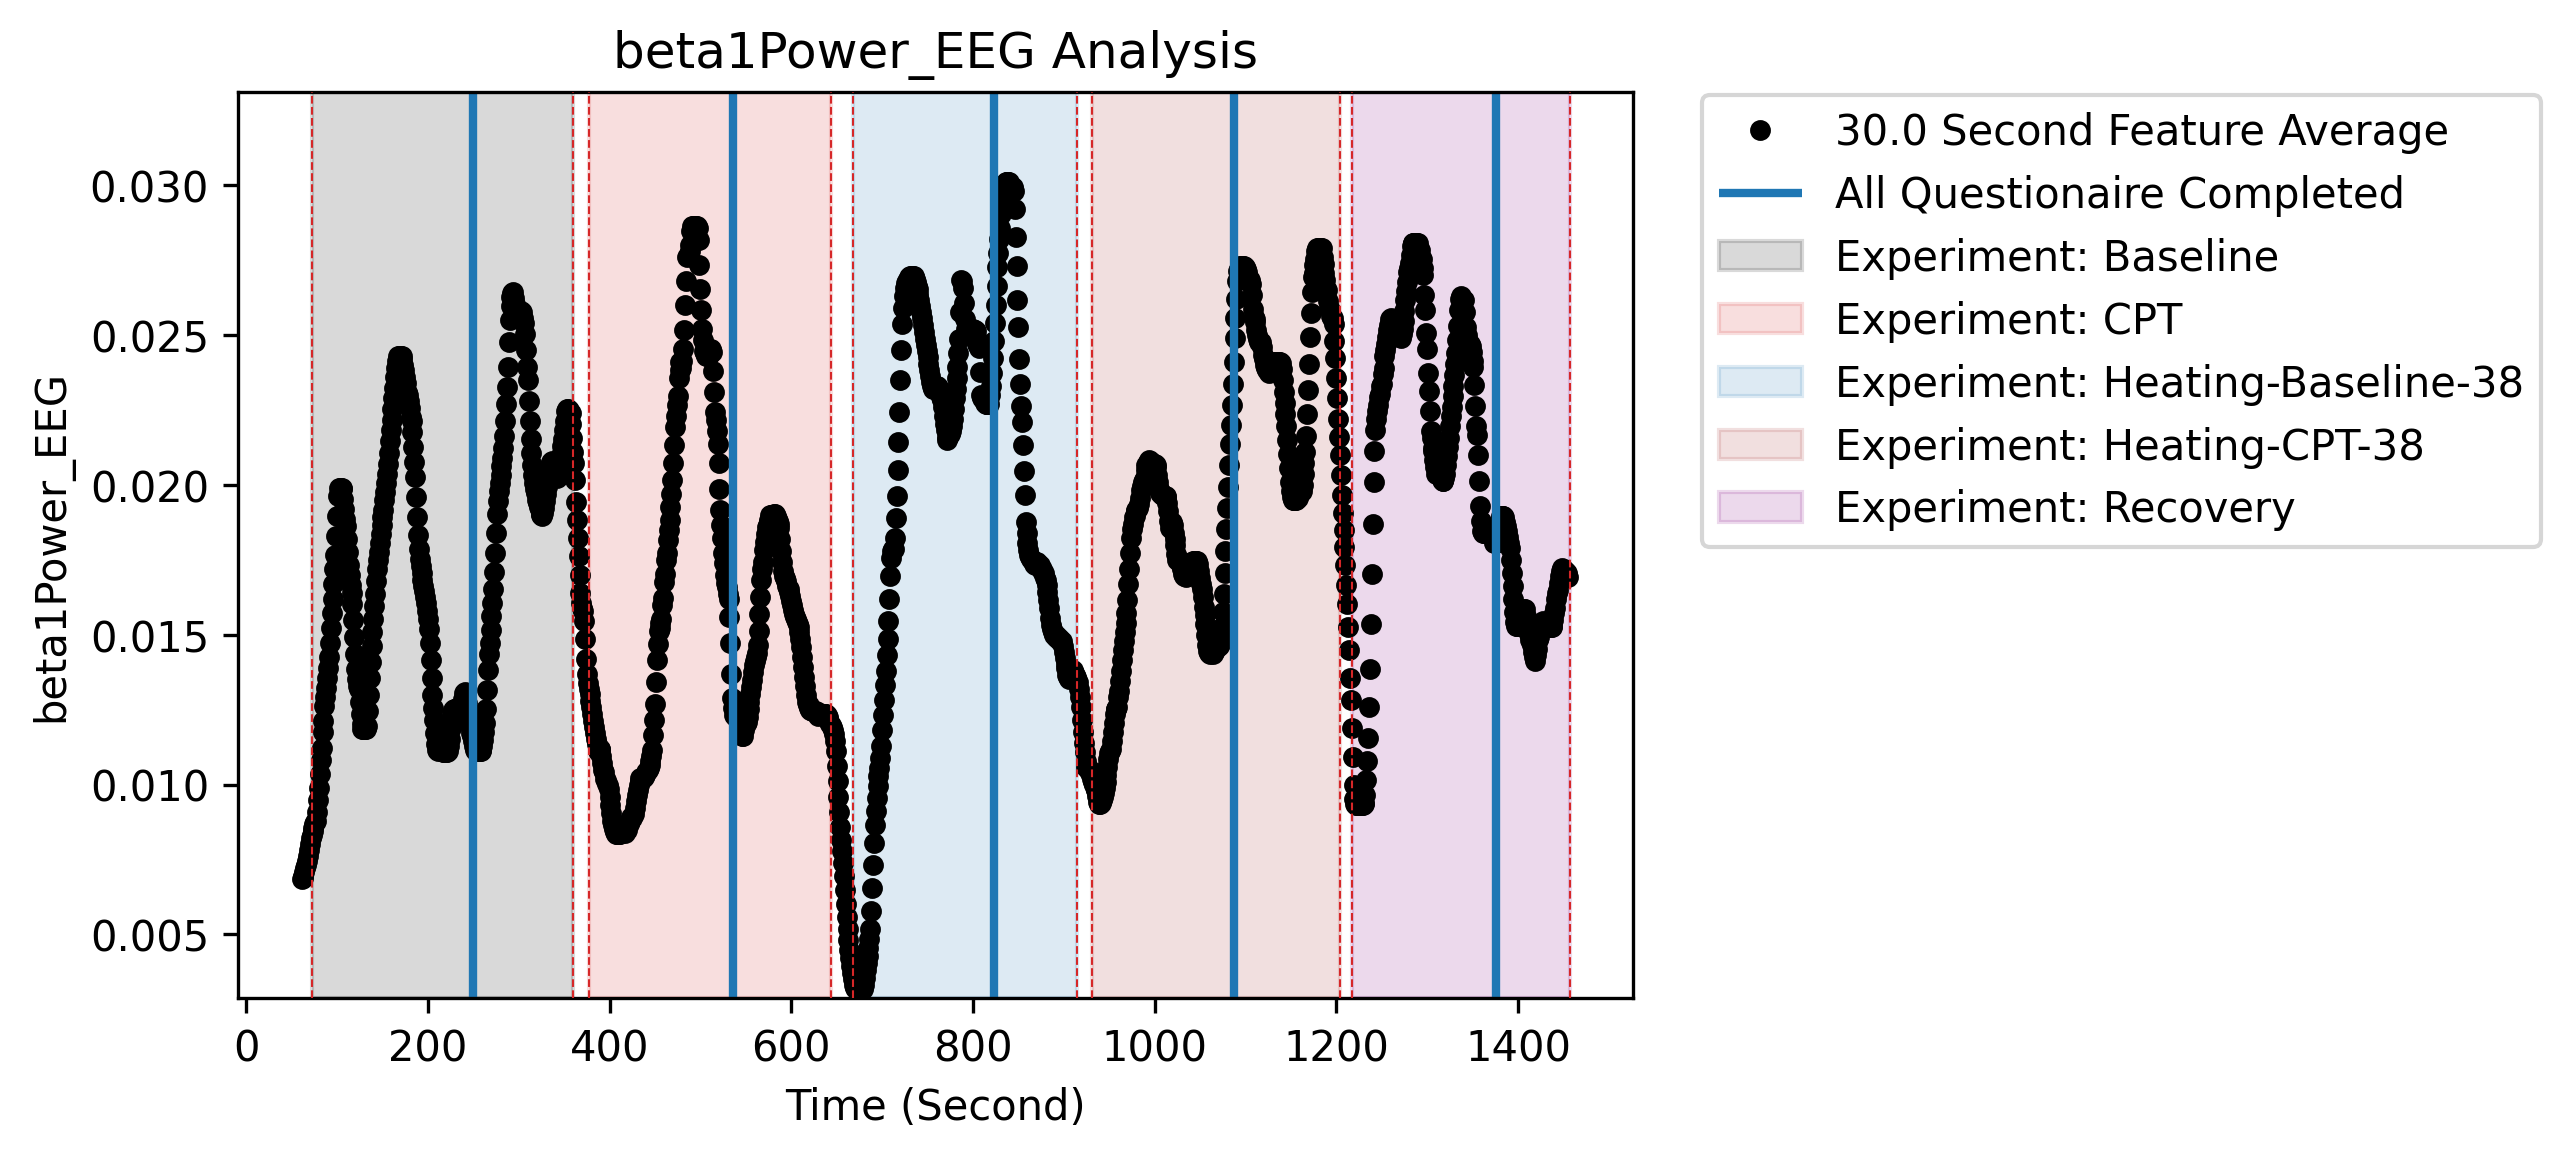 beta1Power_EEG Analysis
beta1Power_EEG
0.030
0.025
0.020
0.015
0.010
0.005
0
200
400
600
800
1000
1200
1400
Time (Second)
30.0 Second Feature Average
All Questionaire Completed
Experiment: Baseline
Experiment: CPT
Experiment: Heating-Baseline-38
Experiment: Heating-CPT-38
Experiment: Recovery